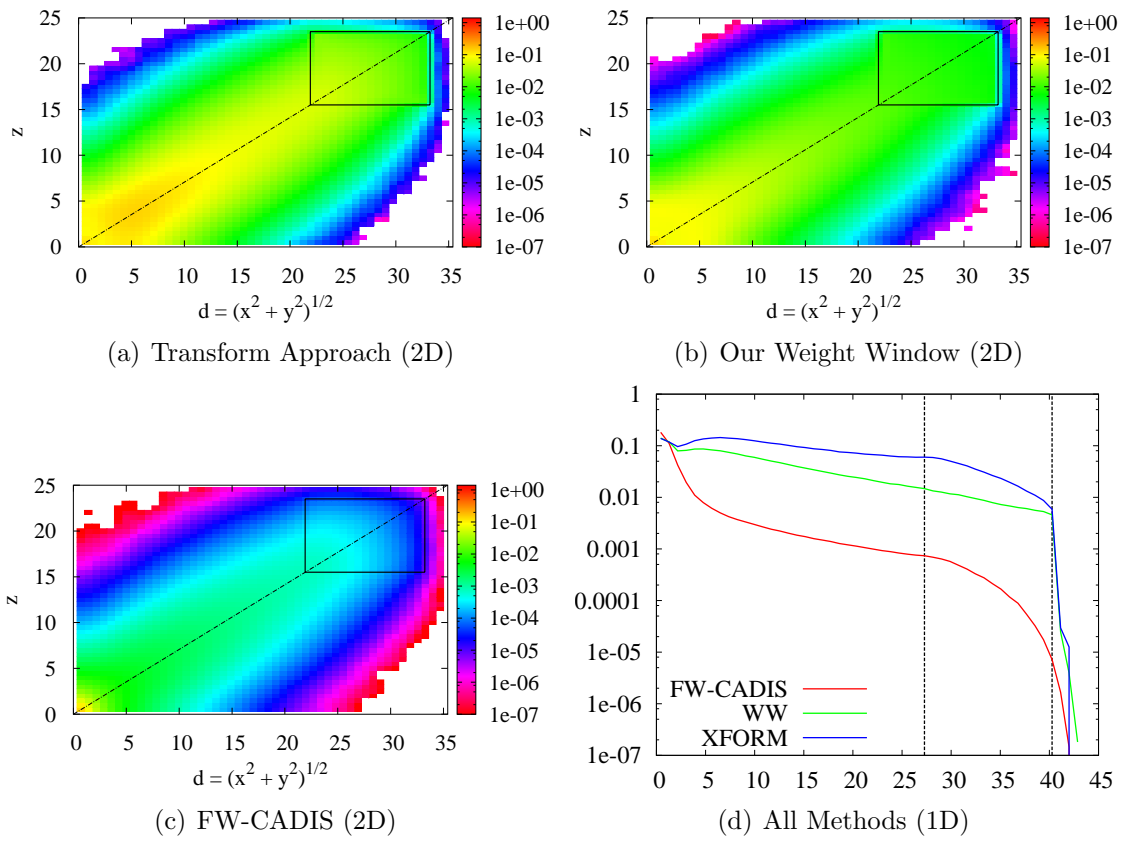 25
20
15
10
5
0
z
0 5 10 15 20 25 30 35
d = (x² + y²)^1/2
1e+00
1e-01
1e-02
1e-03
1e-04
1e-05
1e-06
1e-07
(a) Transform Approach (2D)
25
20
15
10
5
0
z
0 5 10 15 20 25 30 35
d = (x² + y²)^1/2
1e+00
1e-01
1e-02
1e-03
1e-04
1e-05
1e-06
1e-07
(b) Our Weight Window (2D)
25
20
15
10
5
0
z
0 5 10 15 20 25 30 35
d = (x² + y²)^1/2
1e+00
1e-01
1e-02
1e-03
1e-04
1e-05
1e-06
1e-07
(c) FW-CADIS (2D)
1
0.1
0.01
0.001
0.0001
1e-05
1e-06
1e-07
FW-CADIS
WW
XFORM
0 5 10 15 20 25 30 35 40 45
(d) All Methods (1D)